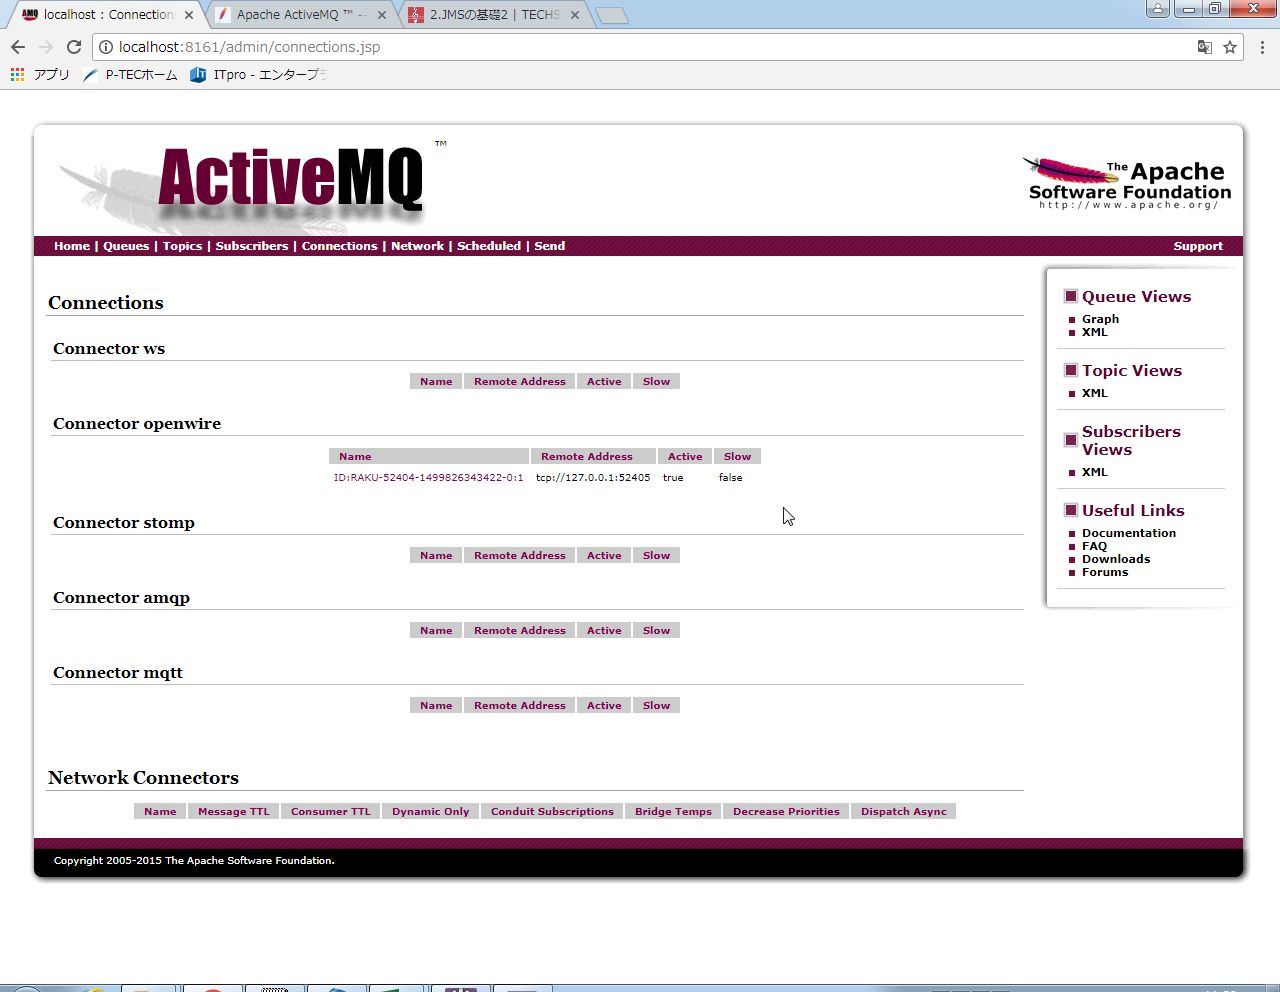 localhost : Connection
Apache ActiveMQ ™ --
2.JMSの基礎2 | TECHS
localhost:8161/admin/connections.jsp
アプリ P-TECホーム ITpro - エンタープラ
ActiveMQ ™
The Apache
Software Foundation
http://www.apache.org/
Home | Queues | Topics | Subscribers | Connections | Network | Scheduled | Send
Support
Connections
Connector ws
Name Remote Address Active Slow
Connector openwire
Name Remote Address Active Slow
ID:RAKU-52404-1499826343422-0:1 tcp://127.0.0.1:52405 true false
Connector stomp
Name Remote Address Active Slow
Connector amqp
Name Remote Address Active Slow
Connector mqtt
Name Remote Address Active Slow
Network Connectors
Name Message TTL Consumer TTL Dynamic Only Conduit Subscriptions Bridge Temps Decrease Priorities Dispatch Async
Queue Views
Graph
XML
Topic Views
XML
Subscribers
Views
XML
Useful Links
Documentation
FAQ
Downloads
Forums
Copyright 2005-2015 The Apache Software Foundation.